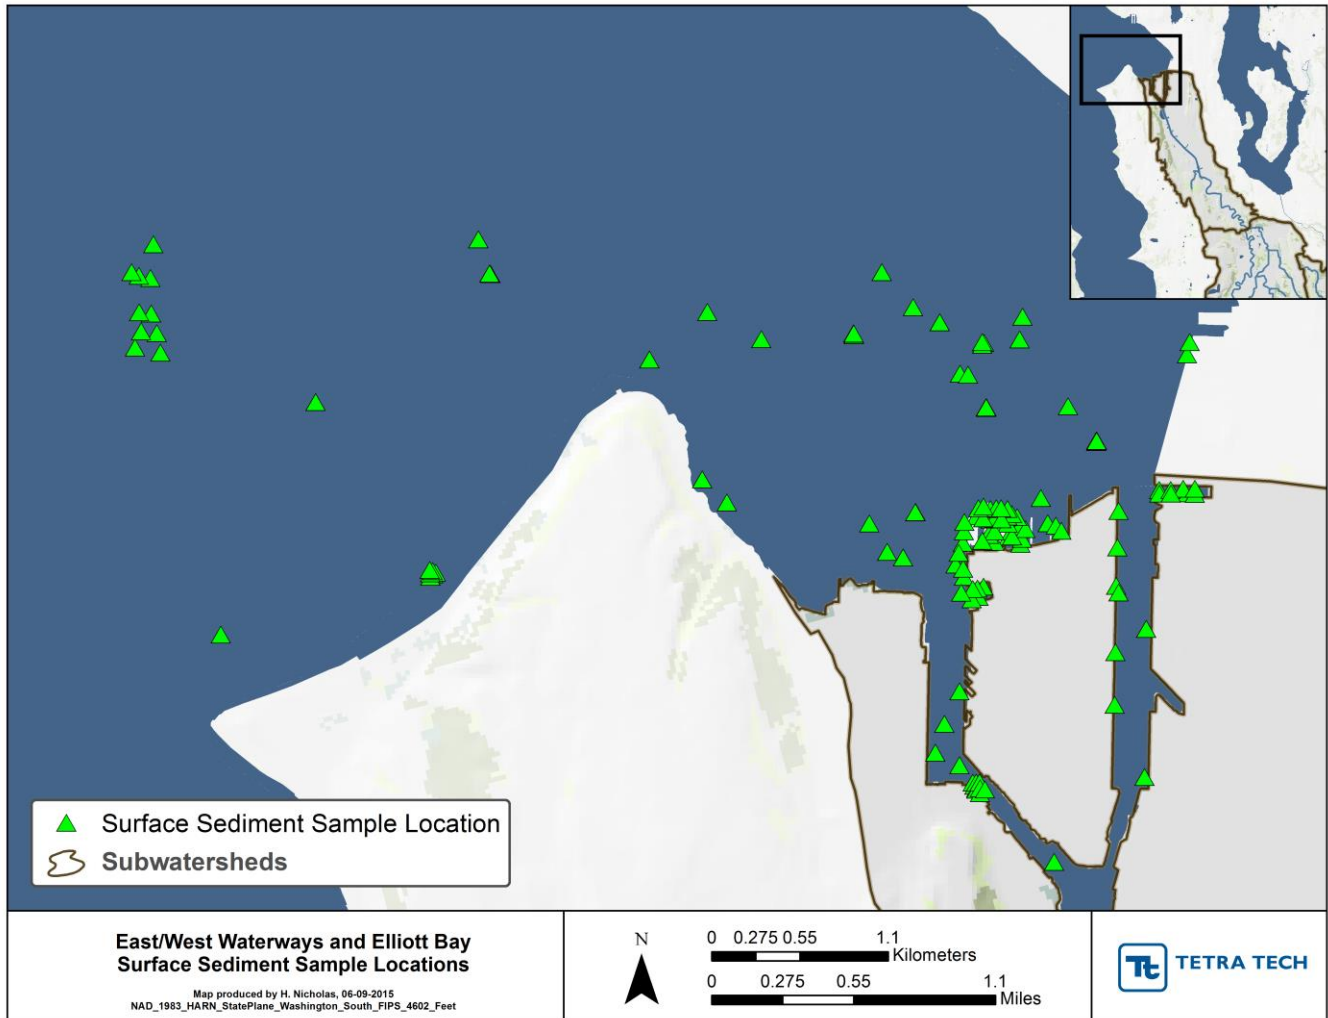 Surface Sediment Sample Location
Subwatersheds
East/West Waterways and Elliott Bay
Surface Sediment Sample Locations
Map produced by H. Nicholas, 06-09-2015
NAD_1983_HARN_StatePlane_Washington_South_FIPS_4602_Feet
N
0 0.275 0.55 1.1
Kilometers
0 0.275 0.55 1.1
Miles
Tt TETRA TECH